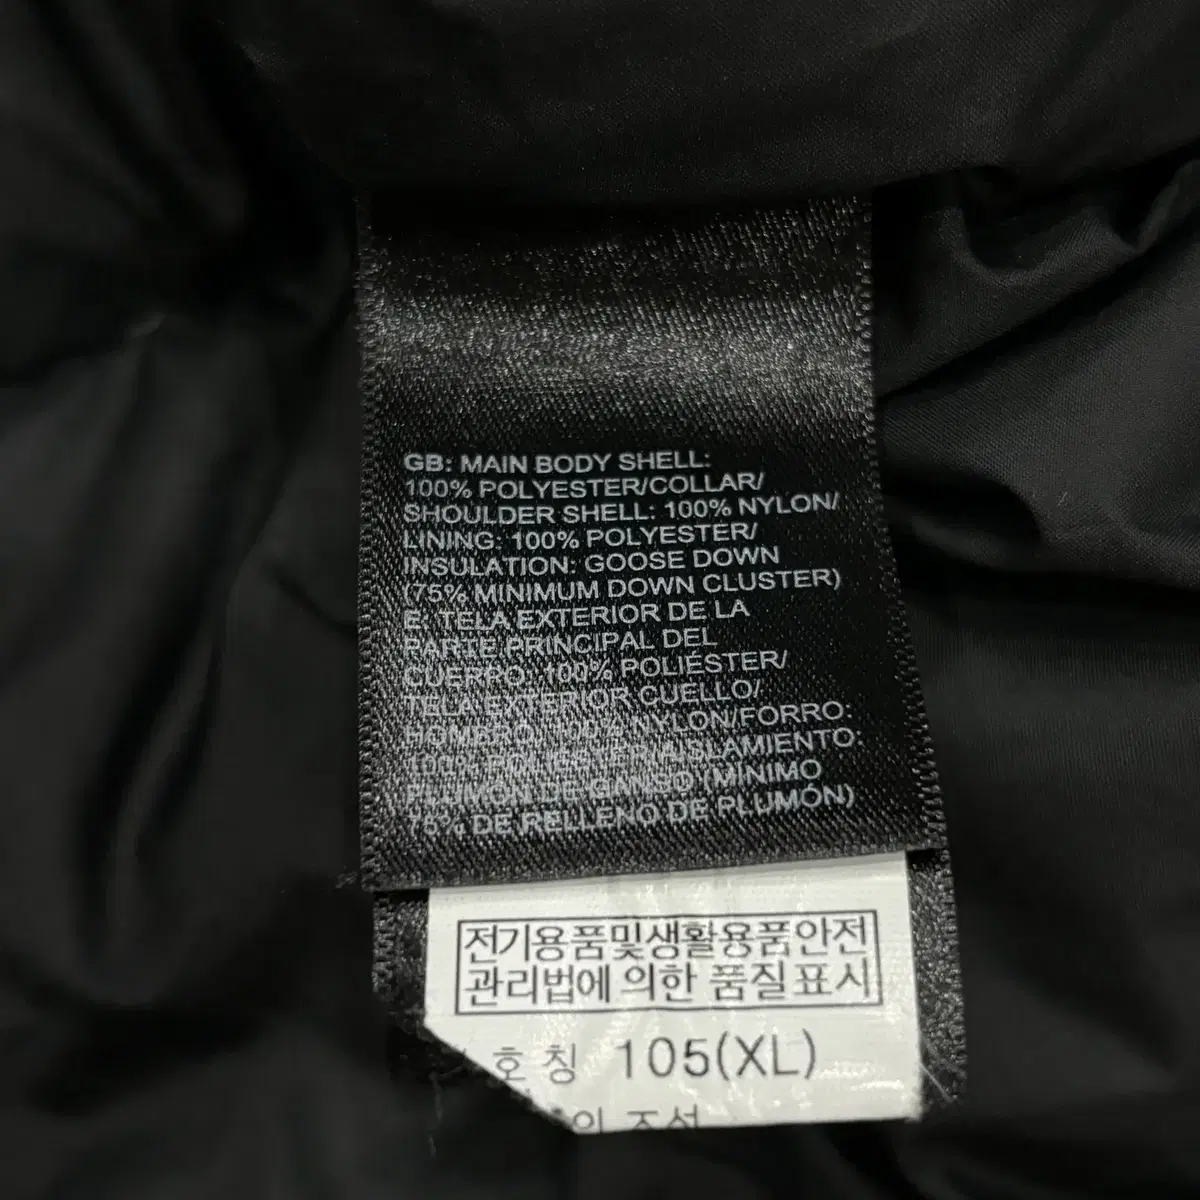 GB: MAIN BODY SHELL:
100% POLYESTER/COLLAR/
SHOULDER SHELL: 100% NYLON/
LINING: 100% POLYESTER/
INSULATION: GOOSE DOWN
(75% MINIMUM DOWN CLUSTER)
E: TELA EXTERIOR DE LA
PARTE PRINCIPAL DEL
CUERPO: 100% POLIÉSTER/
TELA EXTERIOR CUELLO/
HOMBRO: 100% NYLON/FORRO:
100% POLIÉSTER/AISLAMIENTO:
PLUMÓN DE GANSO (MÍNIMO
75% DE RELLENO DE PLUMÓN)
전기용품및생활용품안전
관리법에 의한 품질표시
호칭 105(XL)